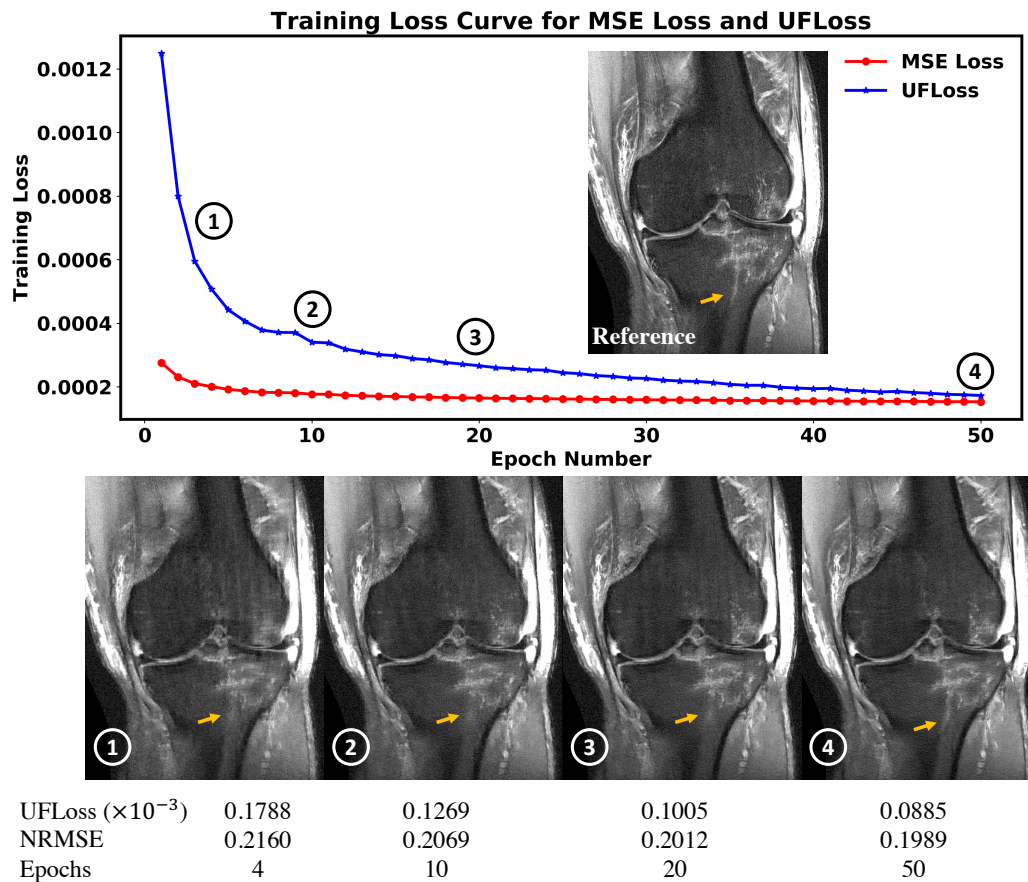 Training Loss Curve for MSE Loss and UFLoss
MSE Loss
UFLoss
0.0012
0.0010
0.0008
0.0006
0.0004
0.0002
Training Loss
1
2
3
4
Reference
0 10 20 30 40 50
Epoch Number
1 2 3 4
UFLoss (×10⁻³) 0.1788 0.1269 0.1005 0.0885
NRMSE 0.2160 0.2069 0.2012 0.1989
Epochs 4 10 20 50